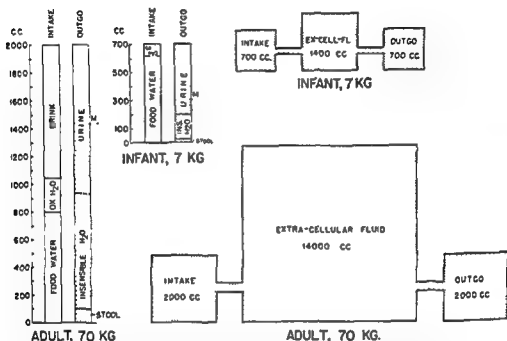 CC
INTAKE
OUTGO
2000
1800
1600
1400
1200
1000
800
600
400
200
0
DRINK
OX H2O
FOOD WATER
URINE
INSENSIBLE H2O
STOOL
ADULT, 70 KG
CC
INTAKE
OUTGO
700
500
300
100
0
FOOD WATER
URINE
INS. H2O
STOOL
INFANT, 7 KG
INTAKE
700 CC.
EX-CELL-FL
1400 CC
OUTGO
700 CC
INFANT, 7 KG
EXTRA-CELLULAR FLUID
14000 CC
INTAKE
2000 CC
OUTGO
2000 CC
ADULT, 70 KG.